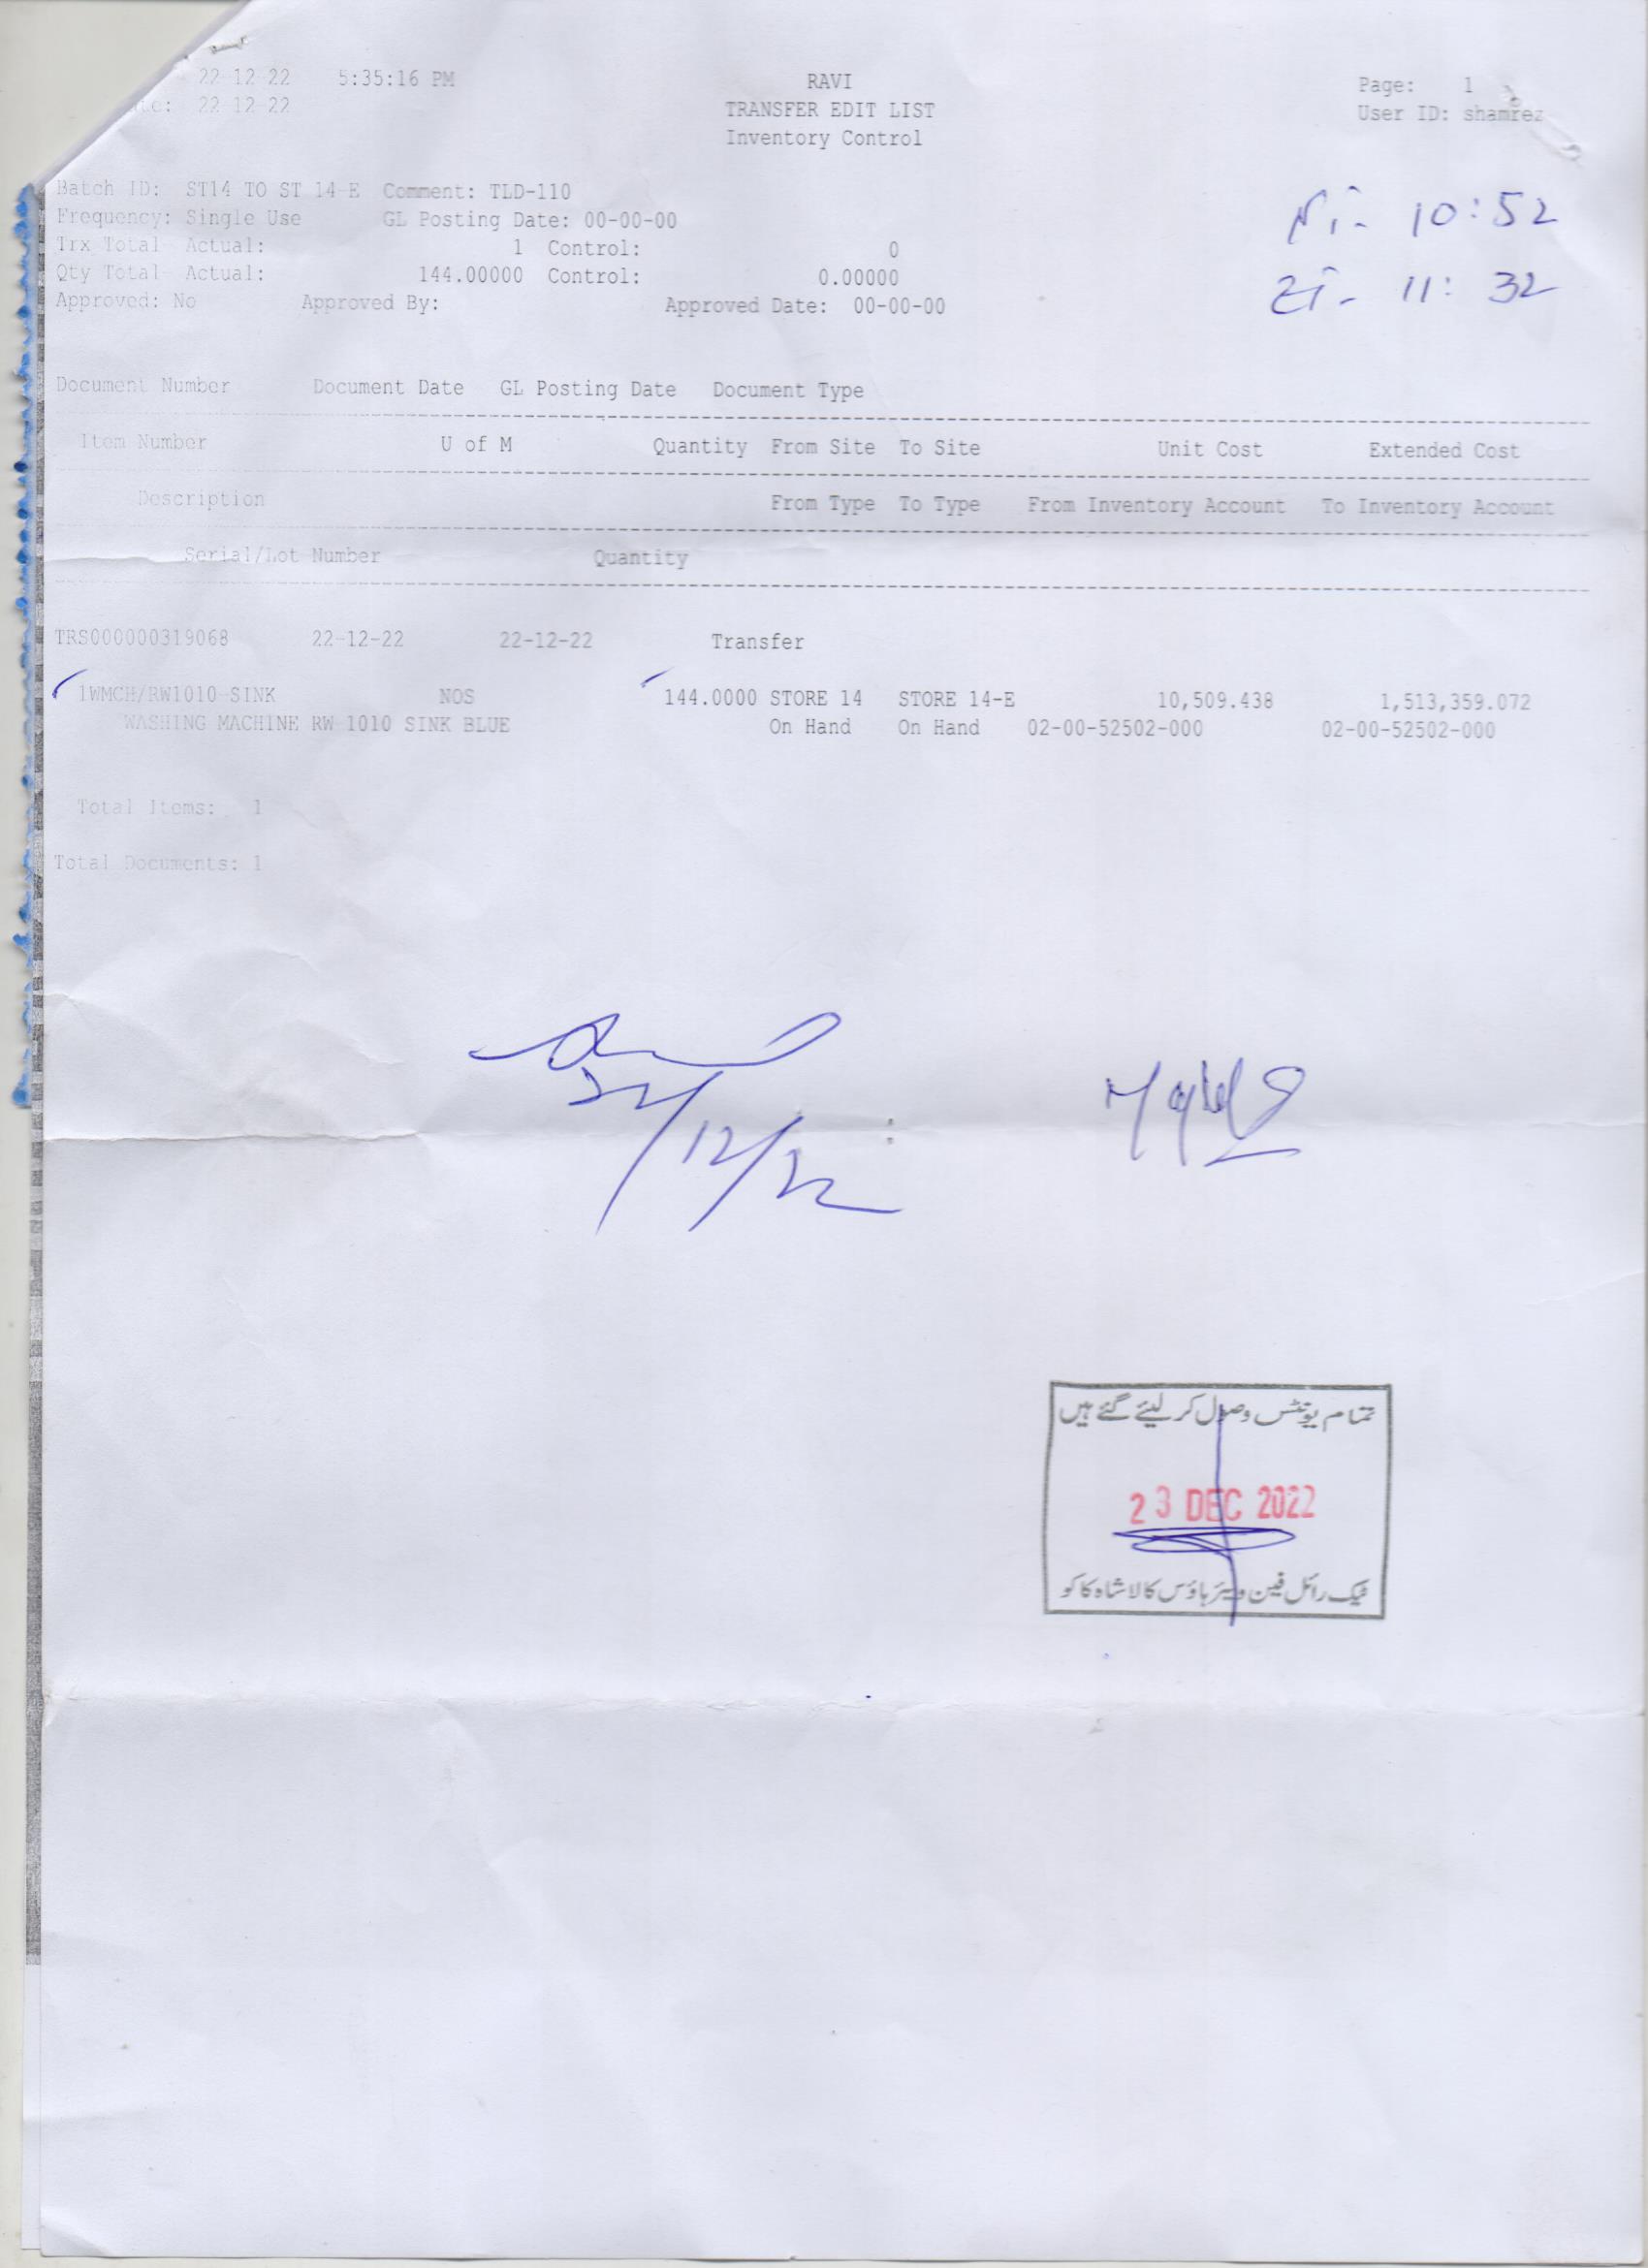 22-12-22 5:35:16 PM RAVI Page: 1
22-12-22 TRANSFER EDIT LIST User ID: shamrez
Inventory Control
Batch ID: ST14 TO ST 14-E Comment: TLD-110
Frequency: Single Use GL Posting Date: 00-00-00
Trx Total Actual: 1 Control: 0
Qty Total Actual: 144.00000 Control: 0.00000
Approved: No Approved By: Approved Date: 00-00-00
10:52
11:32
Document Number Document Date GL Posting Date Document Type
Item Number U of M Quantity From Site To Site Unit Cost Extended Cost
Description From Type To Type From Inventory Account To Inventory Account
Serial/Lot Number Quantity
TRS000000319068 22-12-22 22-12-22 Transfer
1WMCH/RW1010-SINK NOS 144.0000 STORE 14 STORE 14-E 10,509.438 1,513,359.072
WASHING MACHINE RW-1010 SINK BLUE On Hand On Hand 02-00-52502-000 02-00-52502-000
Total Items: 1
Total Documents: 1
22/12/22
تمام یونٹس وصول کر لیئے گئے ہیں
23 DEC 2022
ٹیک رائل فین ویئر ہاؤس کالا شاہ کاکو